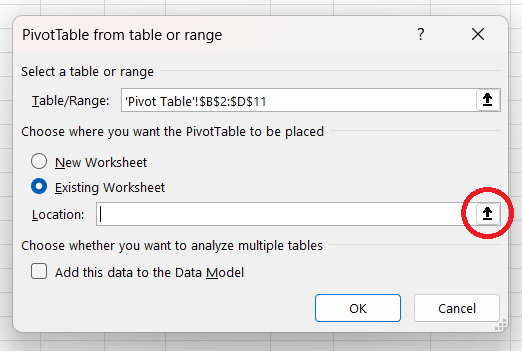 PivotTable from table or range ?
Select a table or range
Table/Range: 'Pivot Table'!$B$2:$D$11
Choose where you want the PivotTable to be placed
New Worksheet
Existing Worksheet
Location:
Choose whether you want to analyze multiple tables
Add this data to the Data Model
OK Cancel